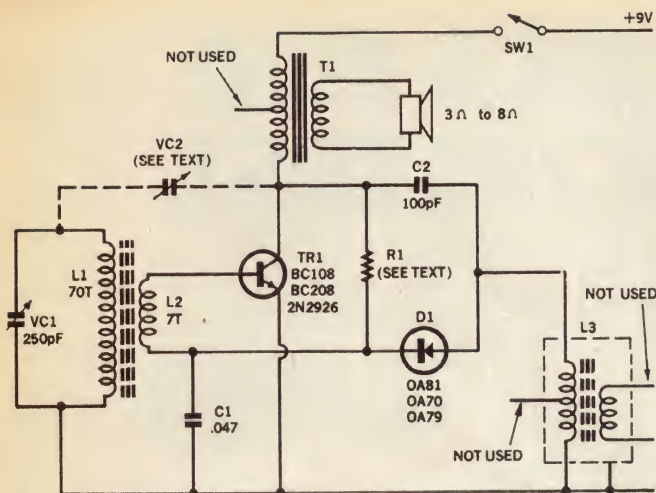 +9V
SW1
NOT USED
T1
3Ω to 8Ω
VC2
(SEE TEXT)
C2
100pF
L1
70T
VC1
250pF
L2
7T
TR1
BC108
BC208
2N2926
R1
(SEE TEXT)
D1
OA81
OA70
OA79
C1
.047
NOT USED
L3
NOT USED